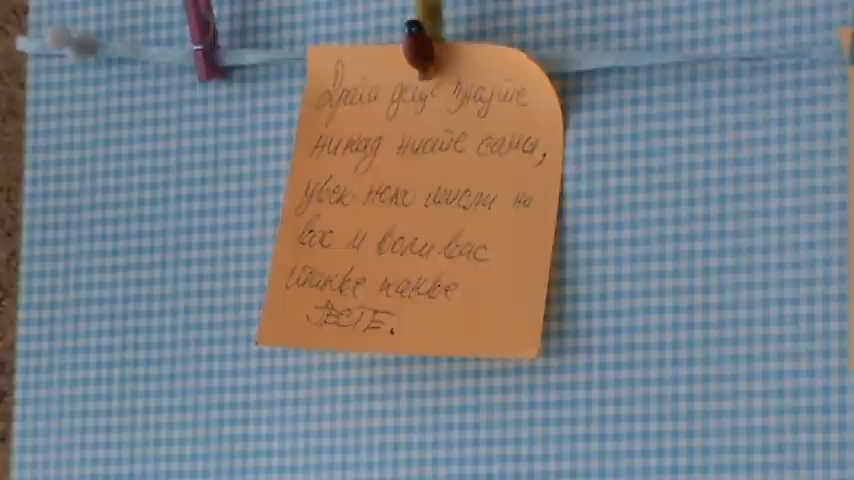 Драга децо знајте
никад нисте сами,
увек неко мисли на
вас и воли вас
такве какве
ЈЕСТЕ.